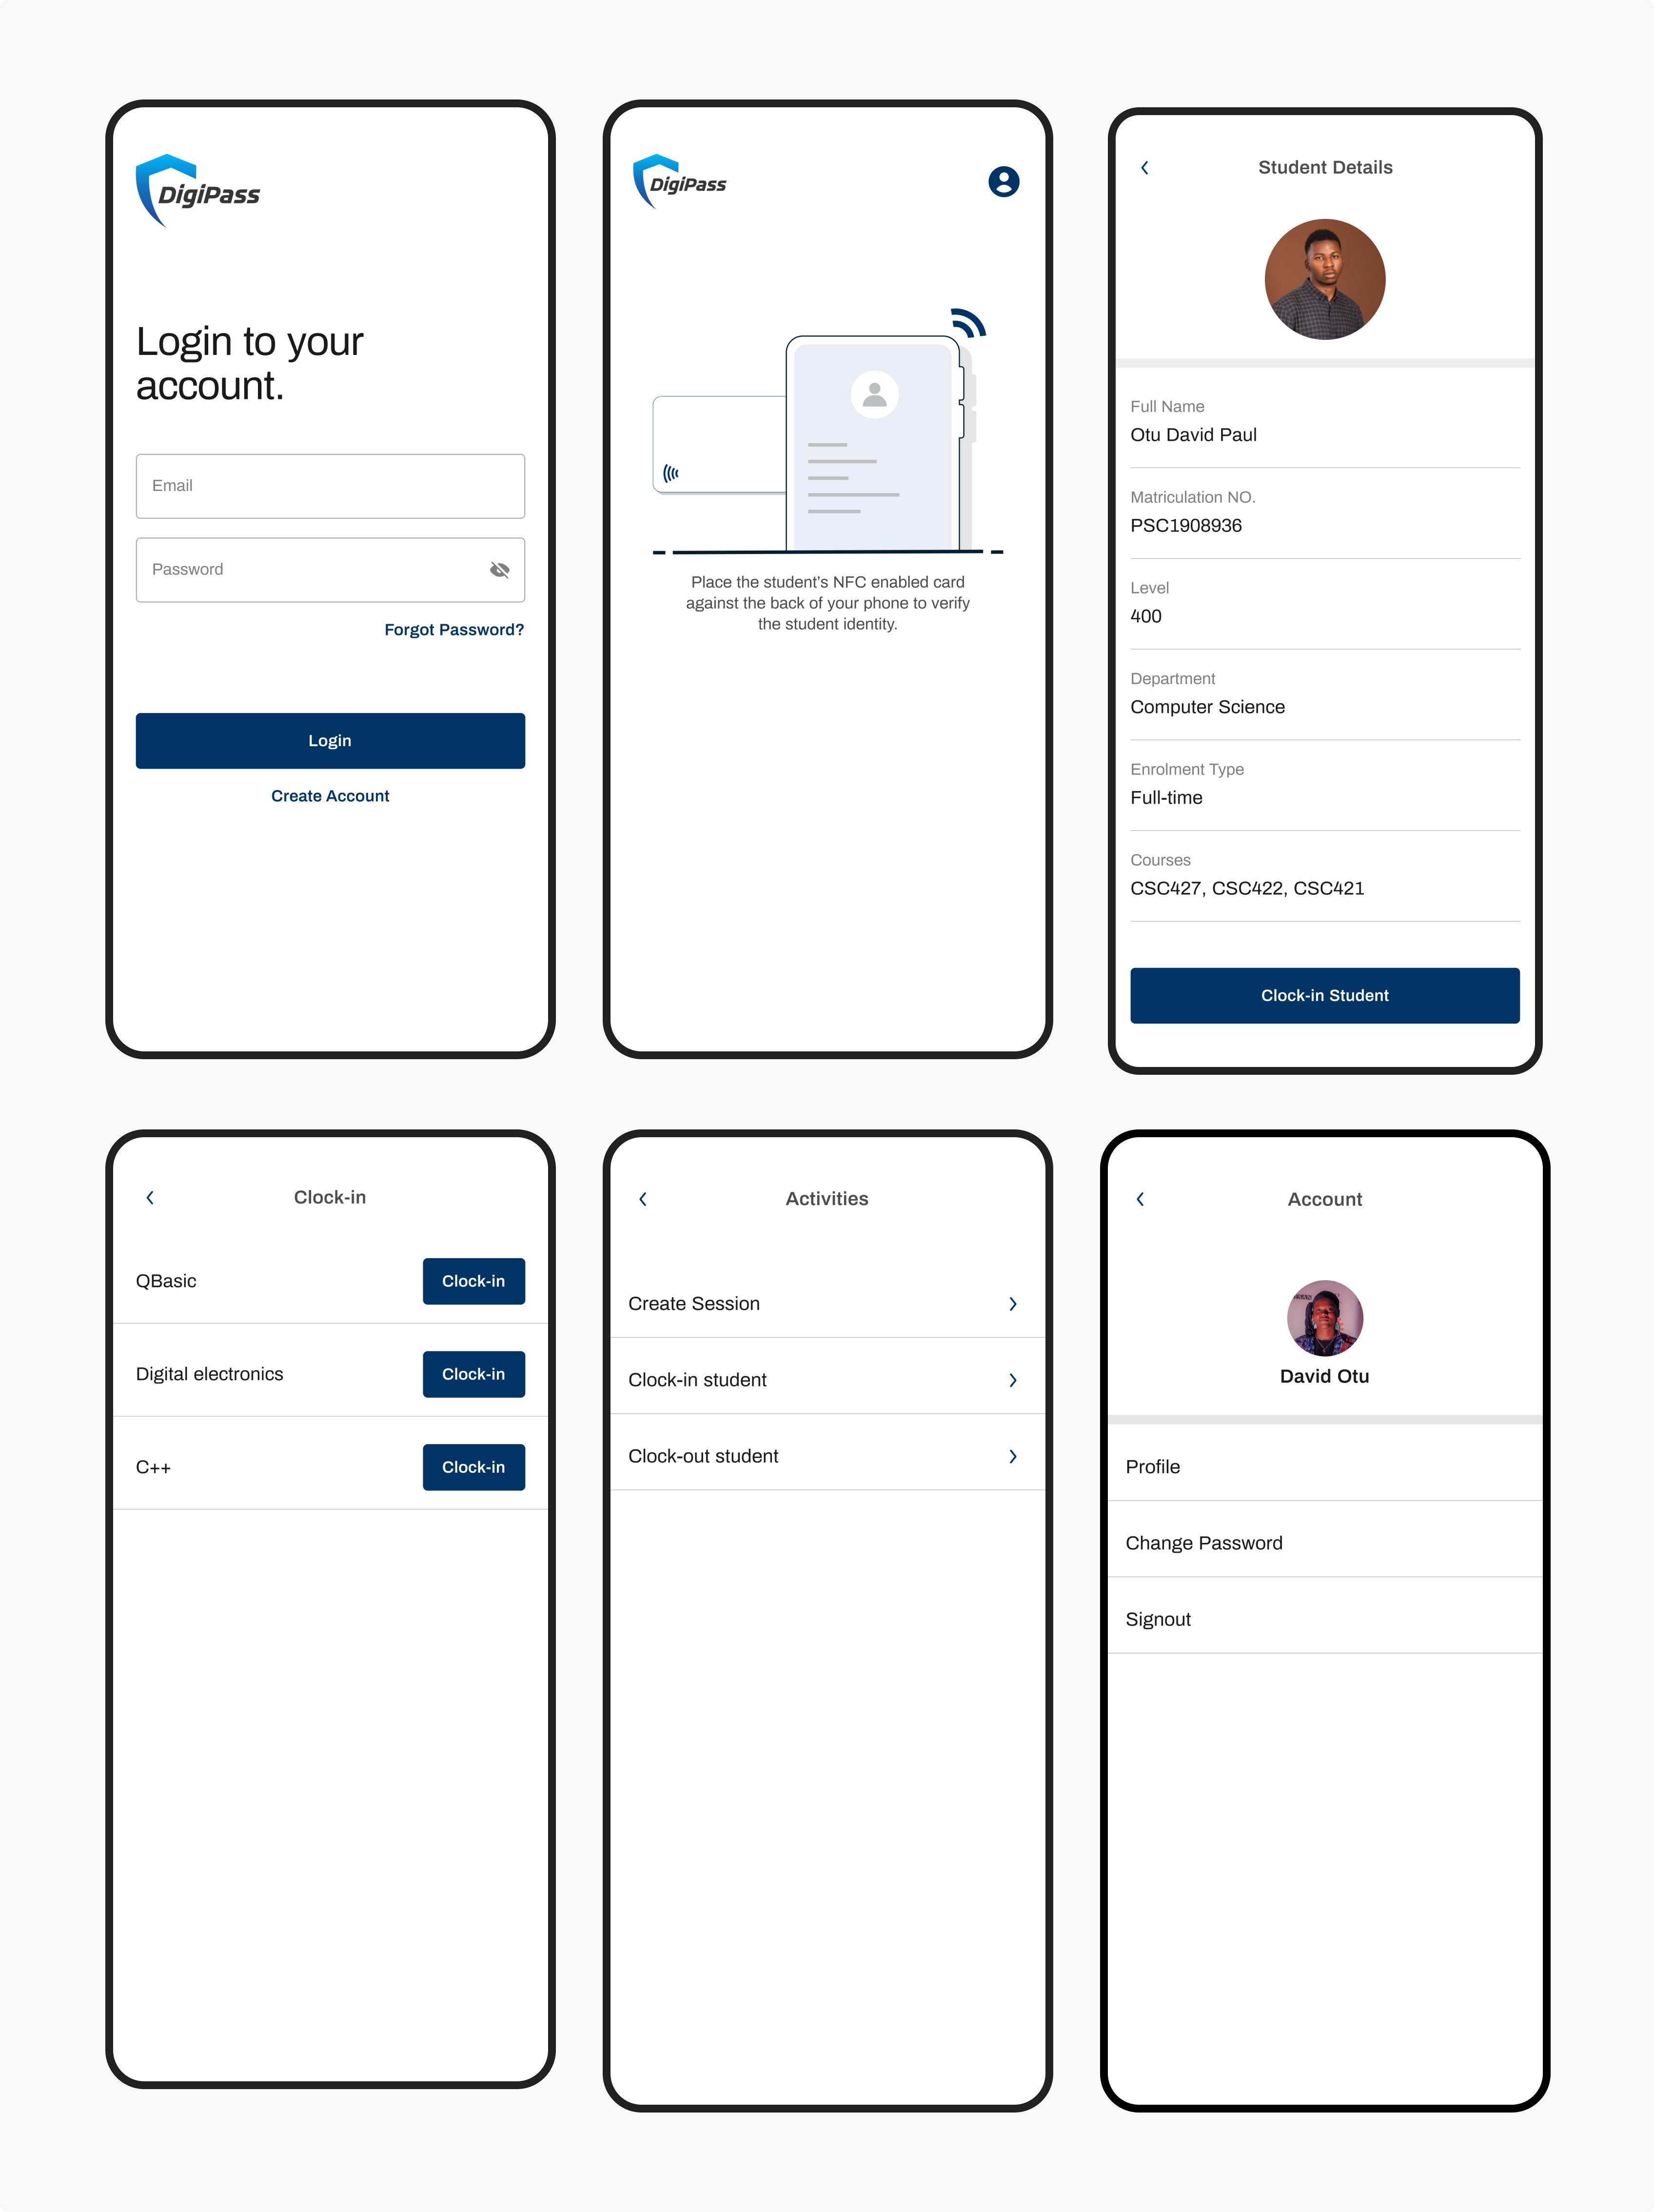 DigiPass
Login to your
account.
Email
Password
Forgot Password?
Login
Create Account
DigiPass
Place the student's NFC enabled card
against the back of your phone to verify
the student identity.
Student Details
Full Name
Otu David Paul
Matriculation NO.
PSC1908936
Level
400
Department
Computer Science
Enrolment Type
Full-time
Courses
CSC427, CSC422, CSC421
Clock-in Student
Clock-in
QBasic
Clock-in
Digital electronics
Clock-in
C++
Clock-in
Activities
Create Session
Clock-in student
Clock-out student
Account
David Otu
Profile
Change Password
Signout